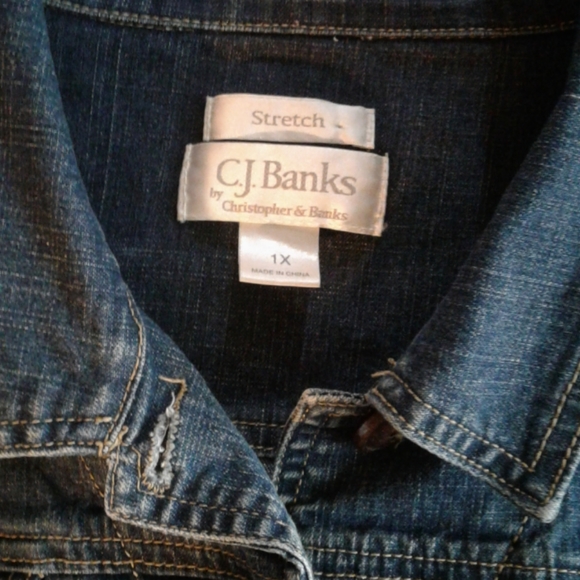 Stretch
C.J. Banks
by Christopher & Banks
1X
MADE IN CHINA